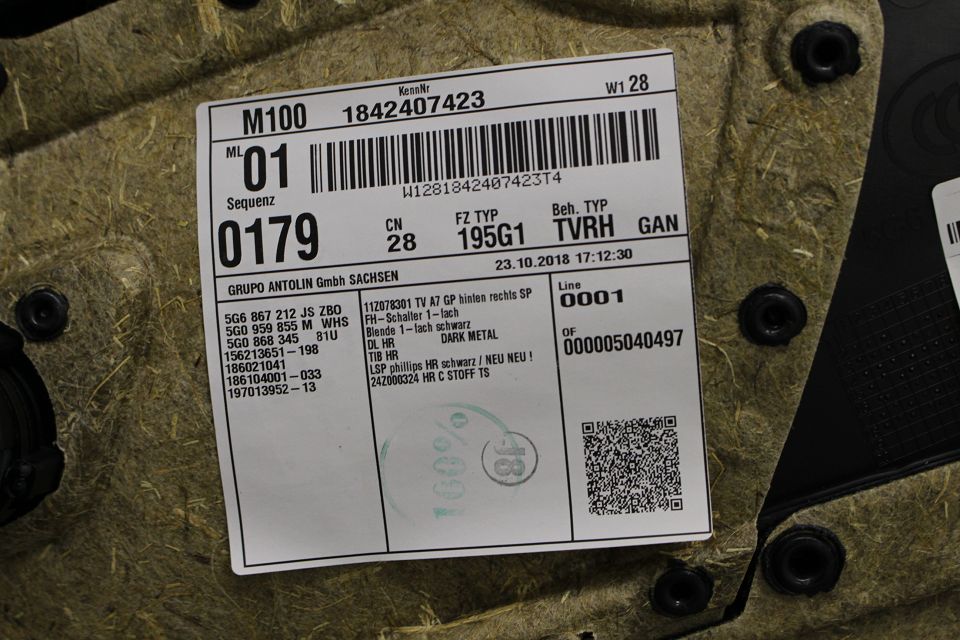 M100 KennNr 1842407423 W1 28
ML 01
W1281842407423T4
Sequenz
0179 CN 28 FZ TYP 195G1 Beh. TYP TVRH GAN
GRUPO ANTOLIN Gmbh SACHSEN 23.10.2018 17:12:30
5G6 867 212 JS ZB0
5G0 959 855 M WHS
5G0 868 345 81U
156213651-198
186021041
186104001-033
197013952-13
11Z078301 TV A7 GP hinten rechts SP
FH-Schalter 1-fach
Blende 1-fach schwarz
DL HR DARK METAL
TIB HR
LSP phillips HR schwarz / NEU NEU !
24Z000324 HR C STOFF TS
100%
Line
0001
OF
000005040497